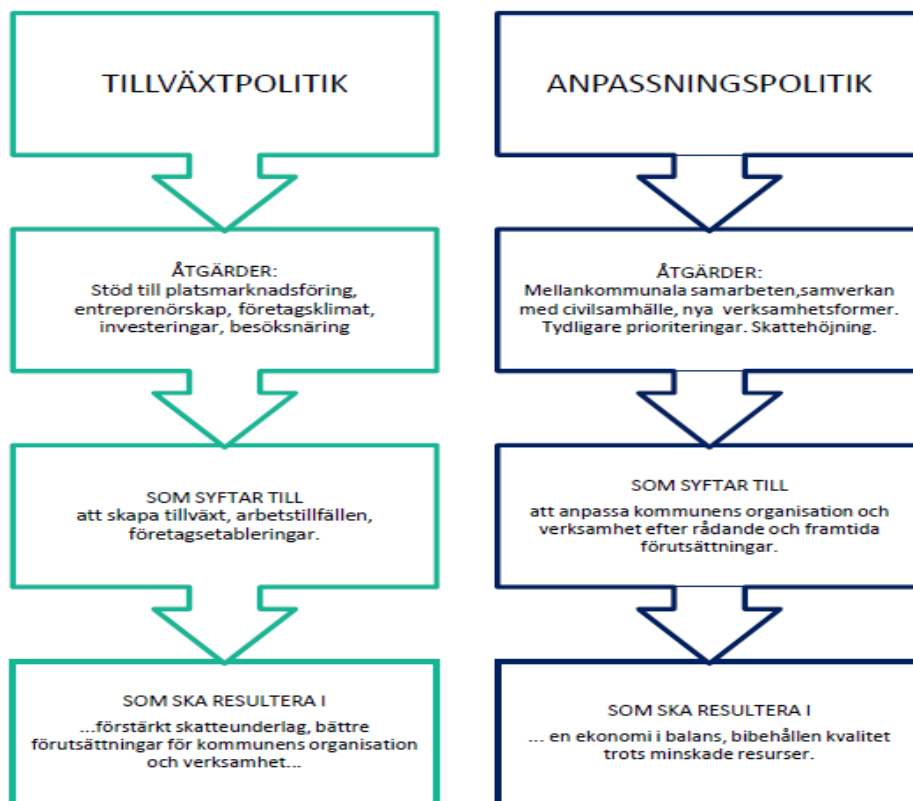 TILLVÄXTPOLITIK
ÅTGÄRDER:
Stöd till platsmarknadsföring,
entreprenörskap, företagsklimat,
investeringar, besöksnäring
SOM SYFTAR TILL
att skapa tillväxt, arbetstillfällen,
företagsetableringar.
SOM SKA RESULTERA I
...förstärkt skatteunderlag, bättre
förutsättningar för kommunens organisation
och verksamhet...
ANPASSNINGSPOLITIK
ÅTGÄRDER:
Mellankommunala samarbeten,samverkan
med civilsamhälle, nya verksamhetsformer.
Tydligare prioriteringar. Skattehöjning.
SOM SYFTAR TILL
att anpassa kommunens organisation och
verksamhet efter rådande och framtida
förutsättningar.
SOM SKA RESULTERA I
... en ekonomi i balans, bibehållen kvalitet
trots minskade resurser.